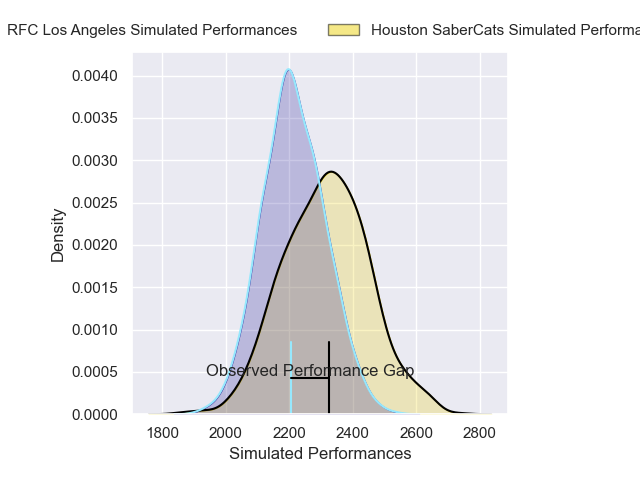 RFC Los Angeles Simulated Performances
Houston SaberCats Simulated Performa
0.0040
0.0035
0.0030
0.0025
0.0020
0.0015
0.0010
0.0005
0.0000
Density
Observed Performance Gap
1800 2000 2200 2400 2600 2800
Simulated Performances